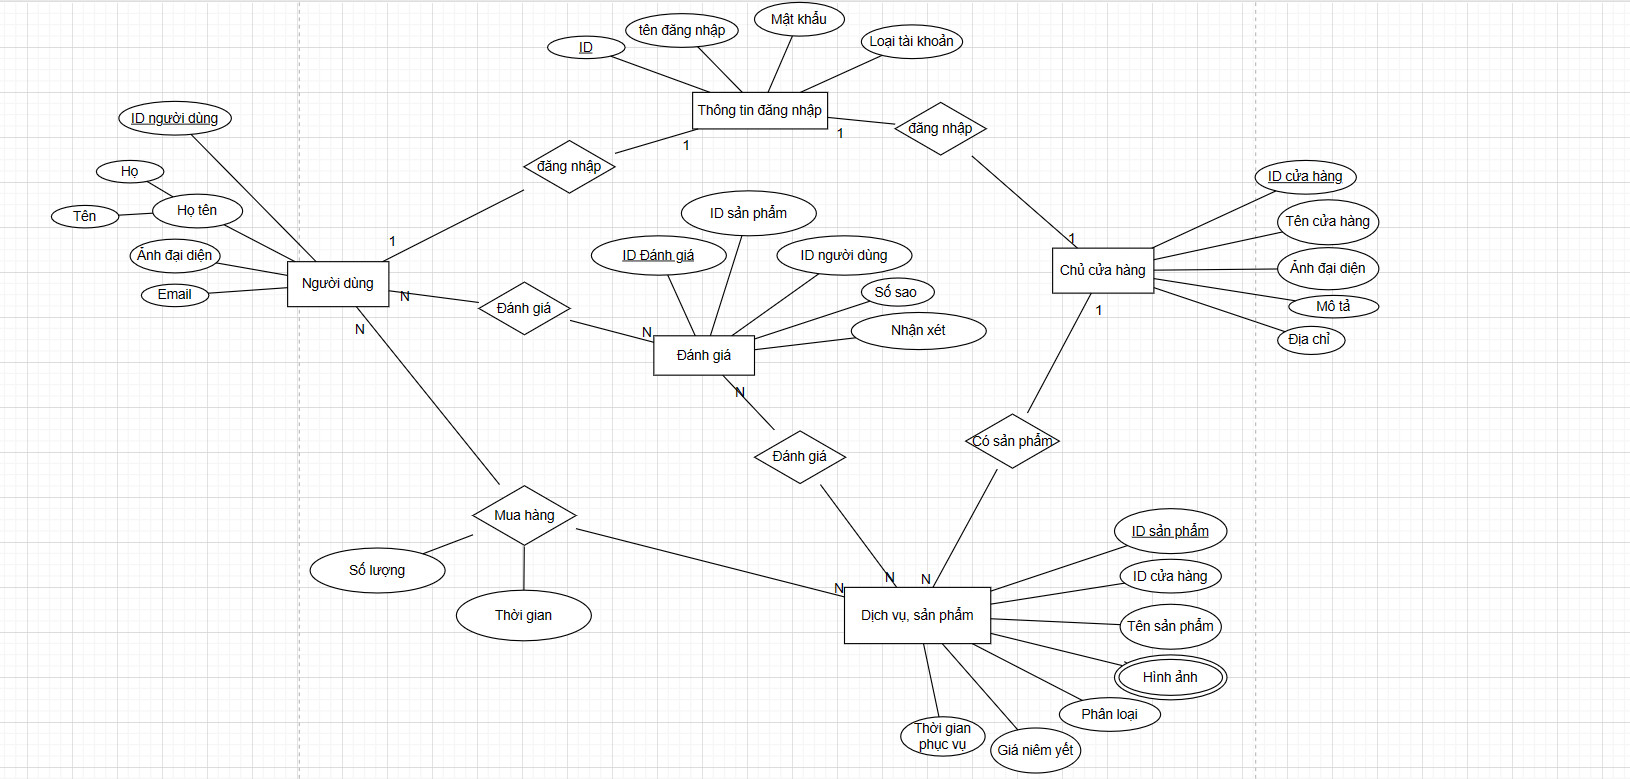 Mật khẩu
tên đăng nhập
Loại tài khoản
ID
Thông tin đăng nhập
ID người dùng
đăng nhập
1
1
đăng nhập
Họ
ID cửa hàng
Tên
Họ tên
ID sản phẩm
Tên cửa hàng
1
1
Ảnh đại diện
ID Đánh giá
ID người dùng
Ảnh đại diện
Chủ cửa hàng
Người dùng
Email
N
Số sao
Mô tả
Đánh giá
1
N
N
Nhận xét
Địa chỉ
Đánh giá
N
Có sản phẩm
Đánh giá
Mua hàng
ID sản phẩm
Số lượng
N
N
N
ID cửa hàng
Thời gian
Dịch vụ, sản phẩm
Tên sản phẩm
Hình ảnh
Phân loại
Thời gian
phục vụ
Giá niêm yết